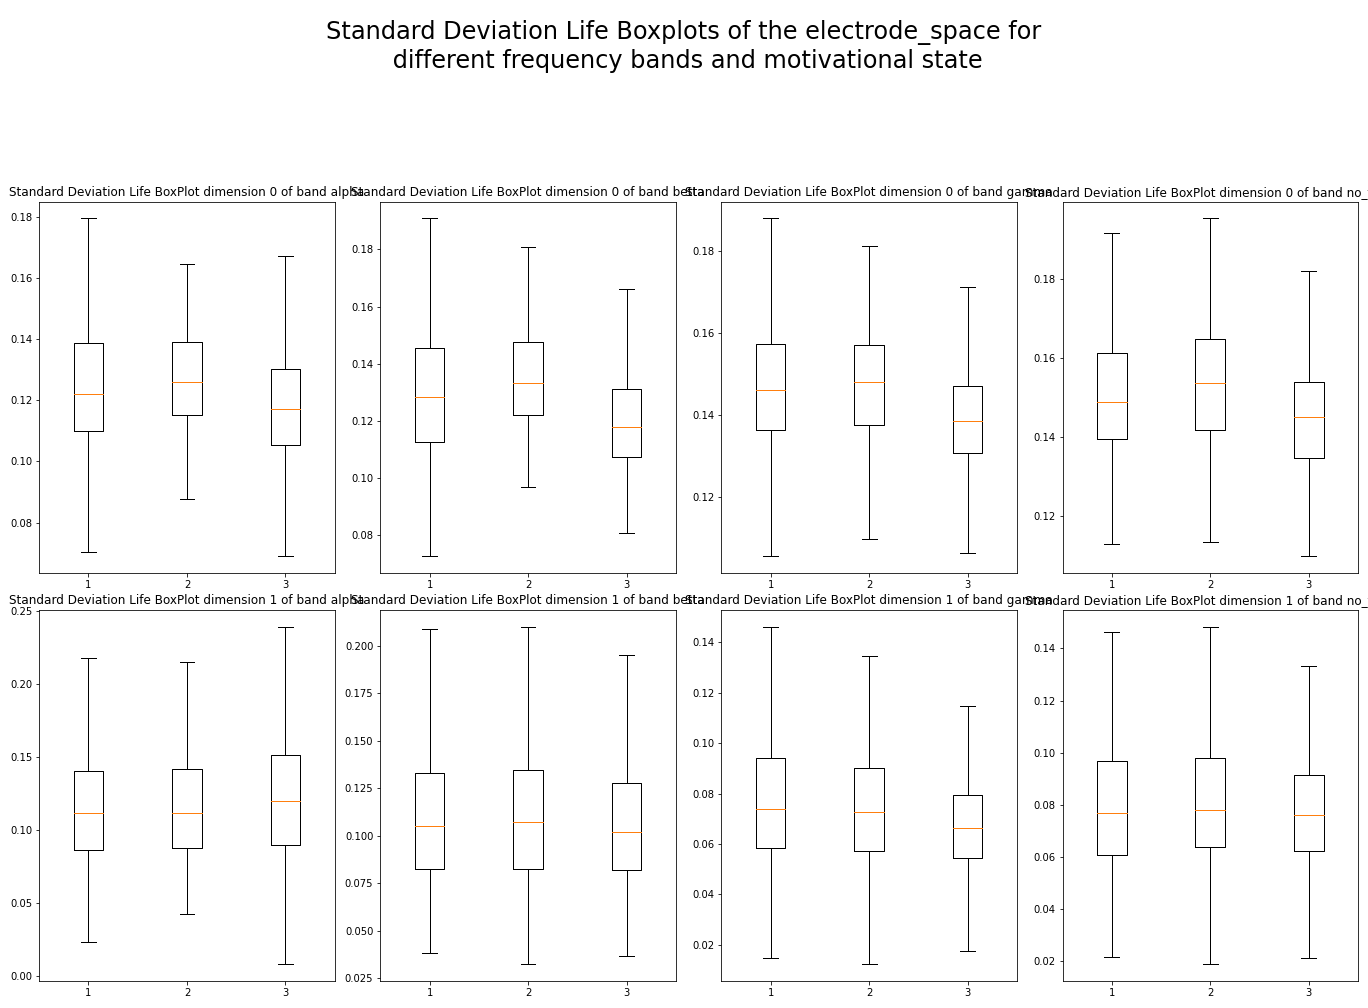 Standard Deviation Life Boxplots of the electrode_space for
different frequency bands and motivational state
Standard Deviation Life BoxPlot dimension 0 of band alpha
Standard Deviation Life BoxPlot dimension 0 of band
Standard Deviation Life BoxPlot dimension 0 of band gamma
Standard Deviation Life BoxPlot dimension 0 of band no_
0.18
0.16
0.14
0.12
0.10
0.08
1 2 3
0.18
0.16
0.14
0.12
0.10
0.08
1 2 3
0.18
0.16
0.14
0.12
1 2 3
0.18
0.16
0.14
0.12
1 2 3
Standard Deviation Life BoxPlot dimension 1 of band alpha
Standard Deviation Life BoxPlot dimension 1 of band
Standard Deviation Life BoxPlot dimension 1 of band gamma
Standard Deviation Life BoxPlot dimension 1 of band no_
0.25
0.20
0.15
0.10
0.05
0.00
1 2 3
0.200
0.175
0.150
0.125
0.100
0.075
0.050
0.025
1 2 3
0.14
0.12
0.10
0.08
0.06
0.04
0.02
1 2 3
0.14
0.12
0.10
0.08
0.06
0.04
0.02
1 2 3